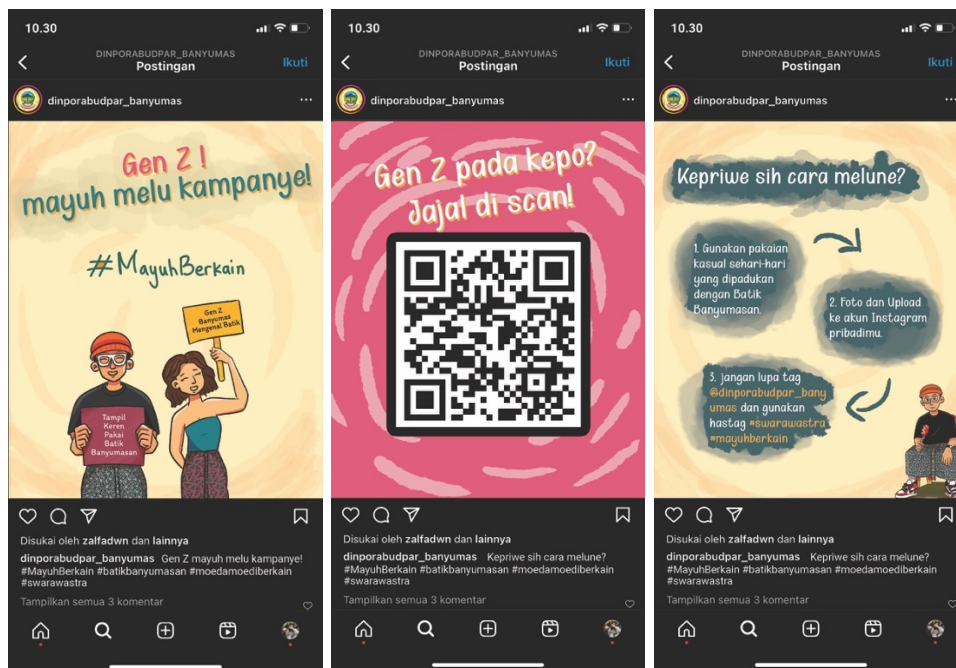 10.30
DINPORABUDPAR_BANYUMAS
Postingan
Ikuti
dinporabudpar_banyumas
Gen Z !
mayuh melu kampanye!
#MayuhBerkain
Gen Z
Banyumas
Mengenal Batik
Tampil
Keren
Pakai
Batik
Banyumasan
Disukai oleh zalfadwn dan lainnya
dinporabudpar_banyumas Gen Z mayuh melu kampanye!
#MayuhBerkain #batikbanyumasan #moedamoediberkain
#swarawastra
Tampilkan semua 3 komentar
10.30
DINPORABUDPAR_BANYUMAS
Postingan
Ikuti
dinporabudpar_banyumas
Gen Z pada kepo?
Jajal di scan!
Disukai oleh zalfadwn dan lainnya
dinporabudpar_banyumas Kepriwe sih cara melune?
#MayuhBerkain #batikbanyumasan #moedamoediberkain
#swarawastra
Tampilkan semua 3 komentar
10.30
DINPORABUDPAR_BANYUMAS
Postingan
Ikuti
dinporabudpar_banyumas
Kepriwe sih cara melune?
1. Gunakan pakaian
kasual sehari-hari
yang dipadukan
dengan Batik
Banyumasan.
2. Foto dan Upload
ke akun Instagram
pribadimu.
3. jangan lupa tag
@dinporabudpar_bany
umas dan gunakan
hastag #swarawastra
#mayuhberkain
Disukai oleh zalfadwn dan lainnya
dinporabudpar_banyumas Kepriwe sih cara melune?
#MayuhBerkain #batikbanyumasan #moedamoediberkain
#swarawastra
Tampilkan semua 3 komentar